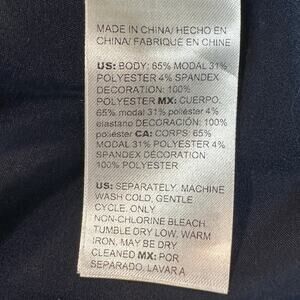 MADE IN CHINA/ HECHO EN
CHINA/ FABRIQUÉ EN CHINE
US: BODY: 65% MODAL 31%
POLYESTER 4% SPANDEX
DECORATION: 100%
POLYESTER MX: CUERPO:
65% modal 31% poliéster 4%
elastano DECORACIÓN: 100%
poliéster CA: CORPS: 65%
MODAL 31% POLYESTER 4%
SPANDEX DÉCORATION:
100% POLYESTER
US: SEPARATELY. MACHINE
WASH COLD, GENTLE
CYCLE. ONLY
NON-CHLORINE BLEACH.
TUMBLE DRY LOW. WARM
IRON, MAY BE DRY
CLEANED MX: POR
SEPARADO. LAVAR A